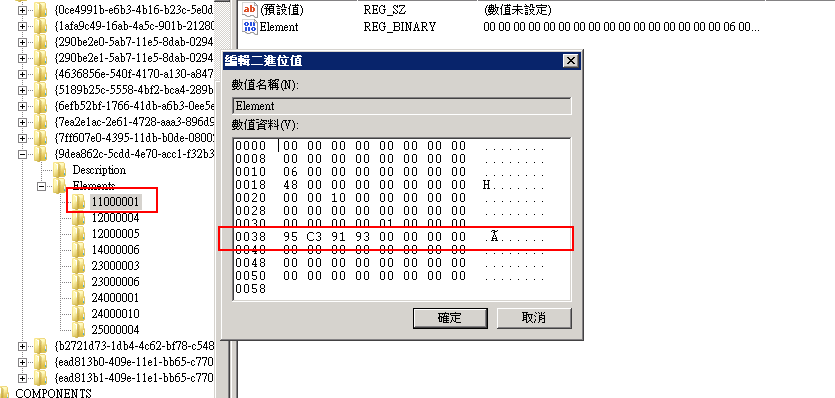 {0ce4991b-e6b3-4b16-b23c-5e0d
{1afa9c49-16ab-4a5c-901b-21280
{290be2e0-5ab7-11e5-8dab-0294
{290be2e1-5ab7-11e5-8dab-0294
{4636856e-540f-4170-a130-a847
{5189b25c-5558-4bf2-bca4-289b
{6efb52bf-1766-41db-a6b3-0ee5e
{7ea2e1ac-2e61-4728-aaa3-896d9
{7ff607e0-4395-11db-b0de-0800
{9dea862c-5cdd-4e70-acc1-f32b3
Description
Elements
11000001
12000004
12000005
14000006
23000003
23000006
24000001
24000010
25000004
{b2721d73-1db4-4c62-bf78-c548
{ead813b0-409e-11e1-bb65-c770
{ead813b1-409e-11e1-bb65-c770
COMPONENTS
(預設值) REG_SZ (數值未設定)
Element REG_BINARY 00 00 00 00 00 00 00 00 00 00 00 00 00 00 00 00 06 00...
編輯二進位值
數值名稱(N):
Element
數值資料(V):
0000 00 00 00 00 00 00 00 00 ........
0008 00 00 00 00 00 00 00 00 ........
0010 06 00 00 00 00 00 00 00 ........
0018 48 00 00 00 00 00 00 00 H.......
0020 00 00 10 00 00 00 00 00 ........
0028 00 00 00 00 00 00 00 00 ........
0030 00 00 00 00 01 00 00 00 ........
0038 95 C3 91 93 00 00 00 00 .Ã......
0040 00 00 00 00 00 00 00 00 ........
0048 00 00 00 00 00 00 00 00 ........
0050 00 00 00 00 00 00 00 00 ........
0058
確定
取消